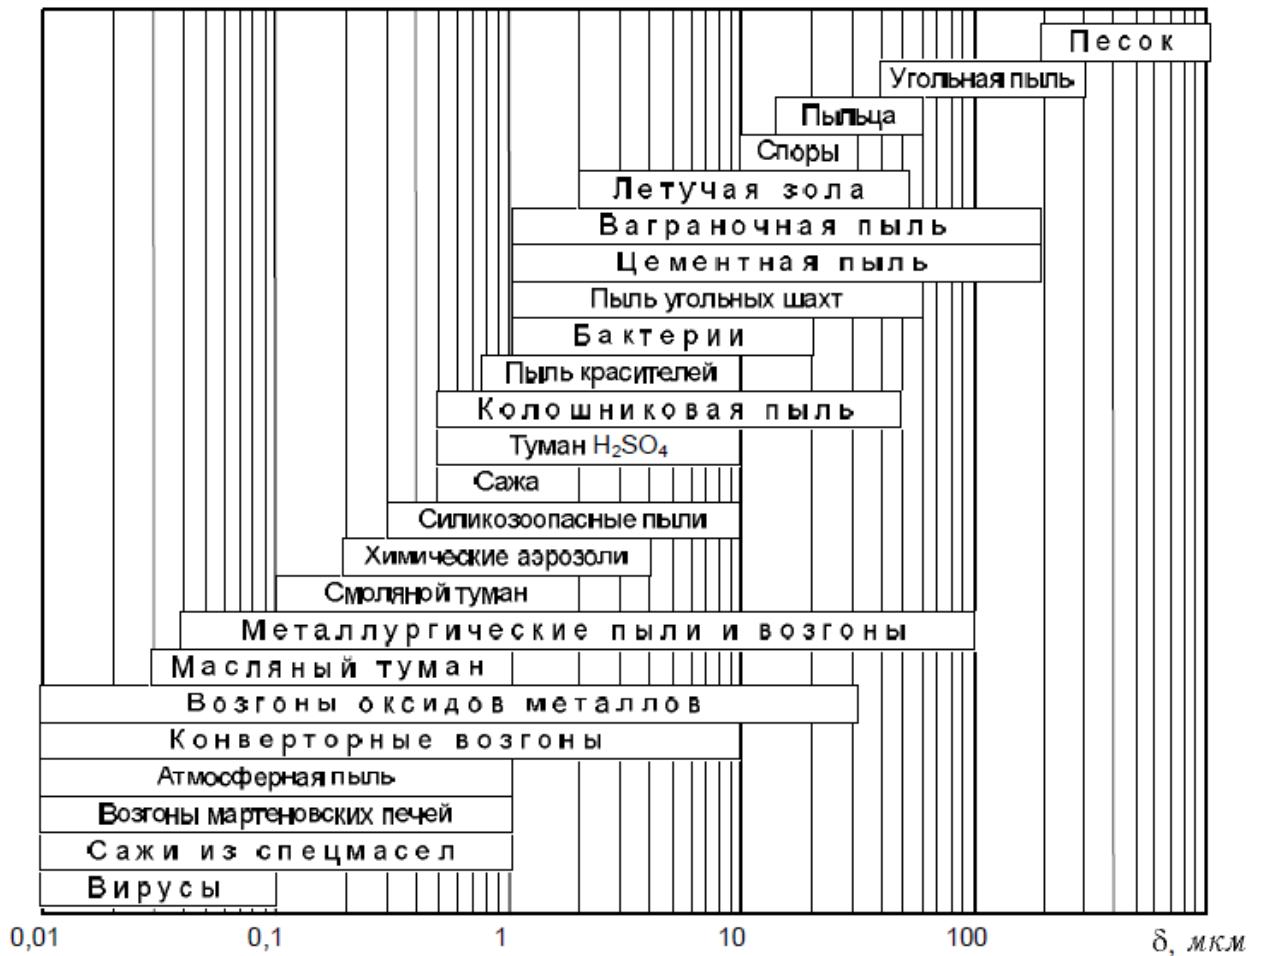 Песок
Угольная пыль
Пыльца
Споры
Летучая зола
Ваграночная пыль
Цементная пыль
Пыль угольных шахт
Бактерии
Пыль красителей
Колошниковая пыль
Туман H₂SO₄
Сажа
Силикозоопасные пыли
Химические аэрозоли
Смоляной туман
Металлургические пыли и возгоны
Масляный туман
Возгоны оксидов металлов
Конверторные возгоны
Атмосферная пыль
Возгоны мартеновских печей
Сажи из спецмасел
Вирусы
0,01 0,1 1 10 100 δ, мкм